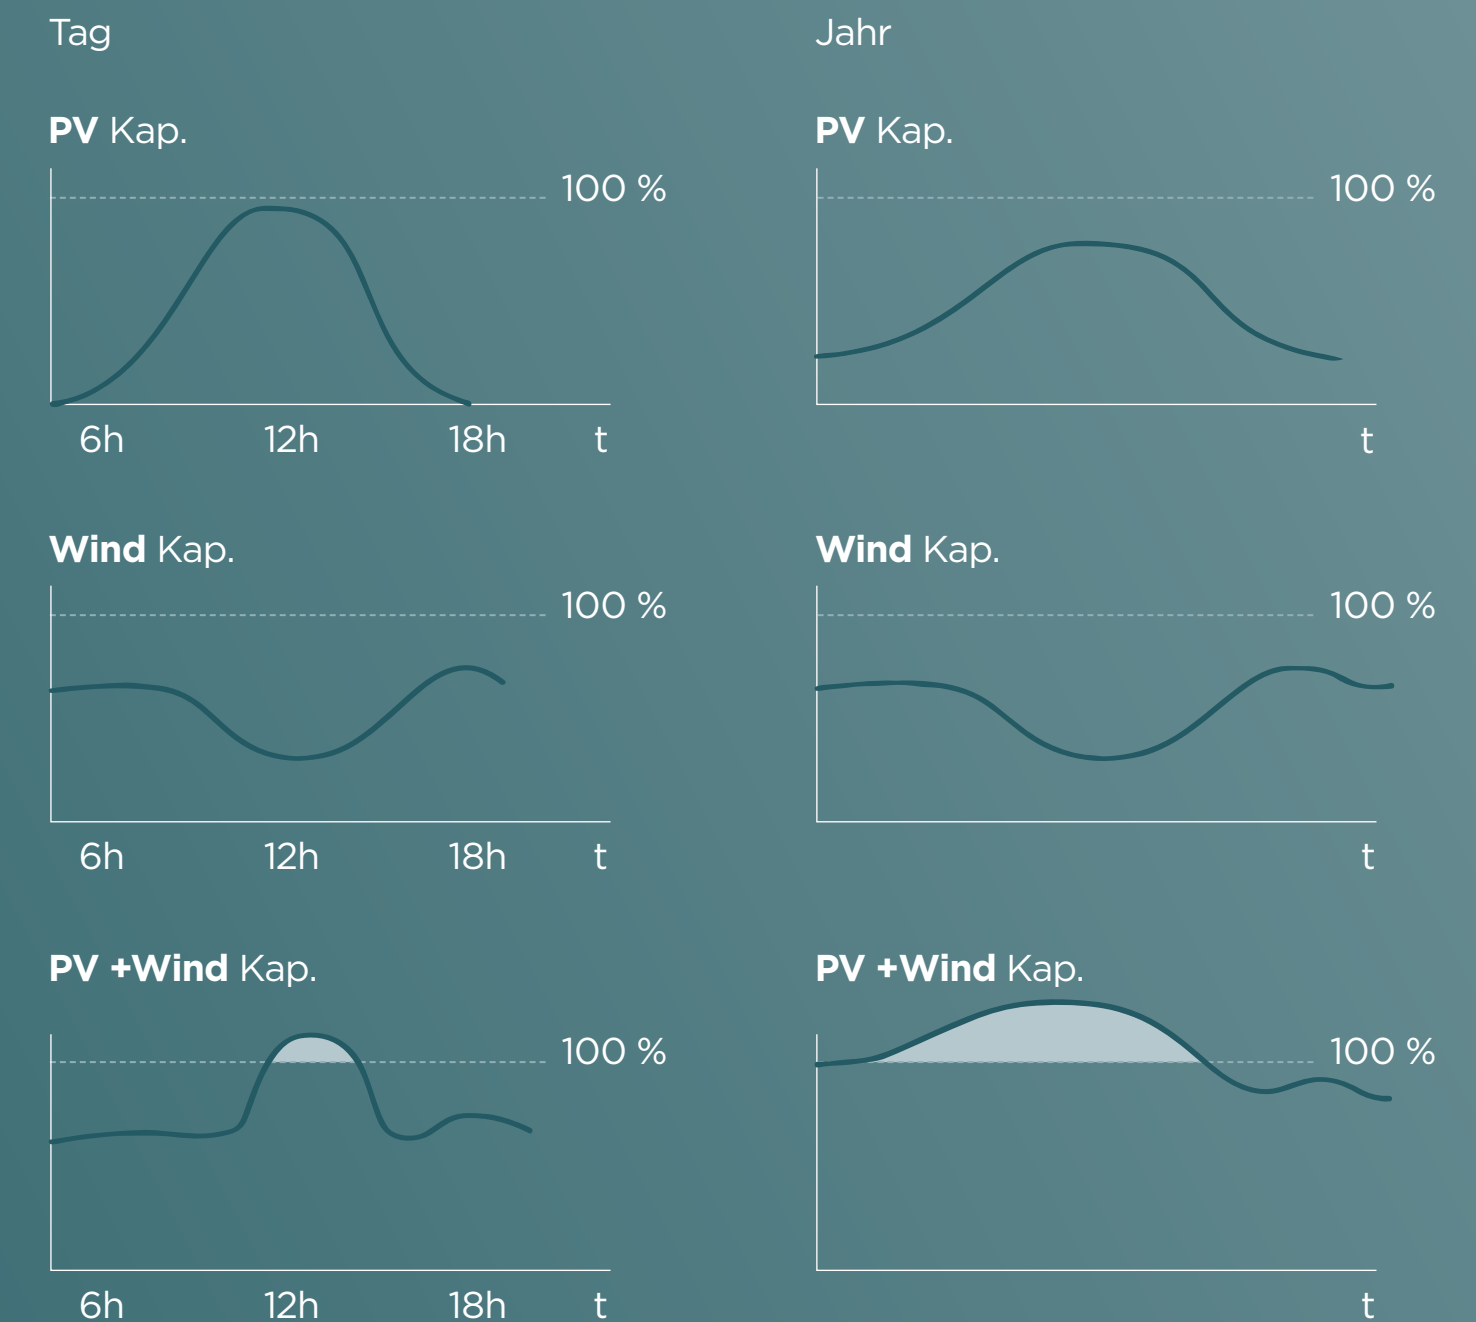 Tag
Jahr
PV Kap.
PV Kap.
100 %
100 %
6h 12h 18h t
t
Wind Kap.
Wind Kap.
100 %
100 %
6h 12h 18h t
t
PV +Wind Kap.
PV +Wind Kap.
100 %
100 %
6h 12h 18h t
t